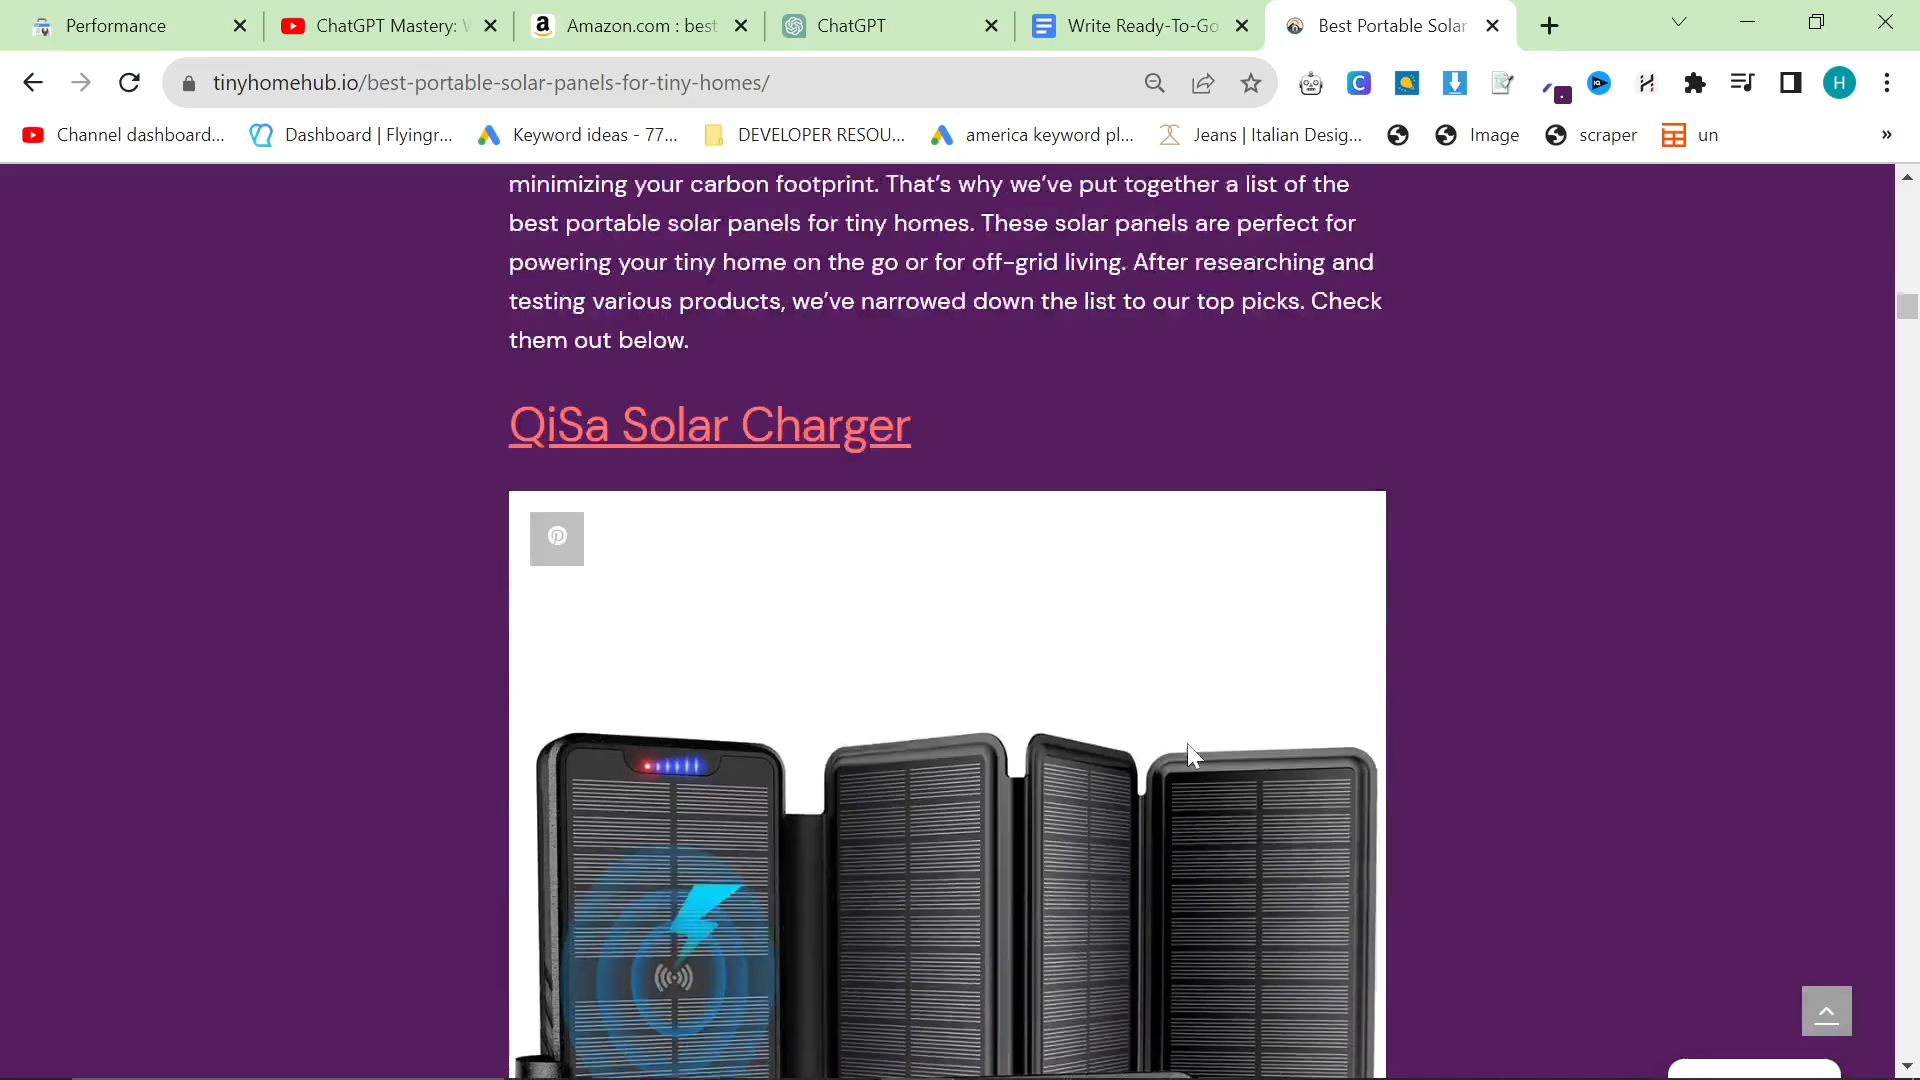 Performance
ChatGPT Mastery: W
Amazon.com : best
ChatGPT
Write Ready-To-Go
Best Portable Solar
tinyhomehub.io/best-portable-solar-panels-for-tiny-homes/
C
IQ
H
Channel dashboard...
Dashboard | Flyingr...
Keyword ideas - 77...
DEVELOPER RESOU...
america keyword pl...
Jeans | Italian Desig...
Image
scraper
un
»
minimizing your carbon footprint. That’s why we’ve put together a list of the
best portable solar panels for tiny homes. These solar panels are perfect for
powering your tiny home on the go or for off-grid living. After researching and
testing various products, we’ve narrowed down the list to our top picks. Check
them out below.
QiSa Solar Charger